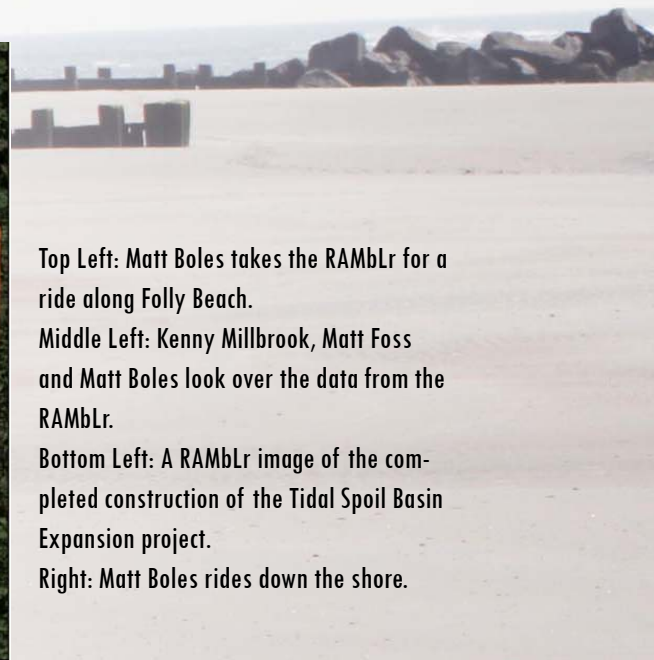 Top Left: Matt Boles takes the RAMbLr for a
ride along Folly Beach.
Middle Left: Kenny Millbrook, Matt Foss
and Matt Boles look over the data from the
RAMbLr.
Bottom Left: A RAMbLr image of the com-
pleted construction of the Tidal Spoil Basin
Expansion project.
Right: Matt Boles rides down the shore.